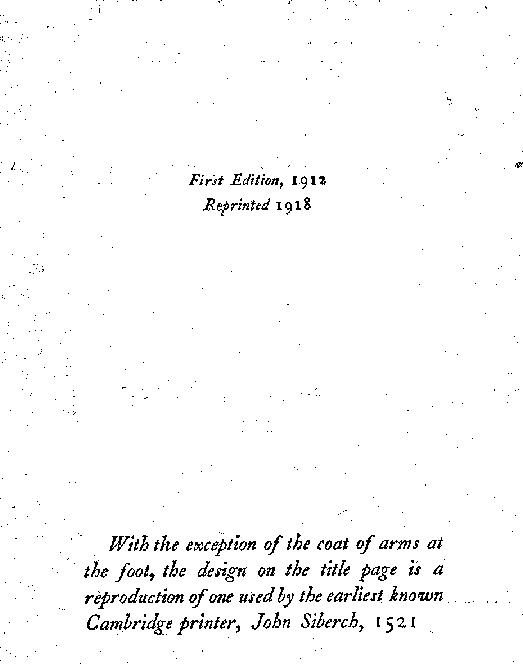 First Edition, 1912
Reprinted 1918
With the exception of the coat of arms at
the foot, the design on the title page is a
reproduction of one used by the earliest known
Cambridge printer, John Siberch, 1521